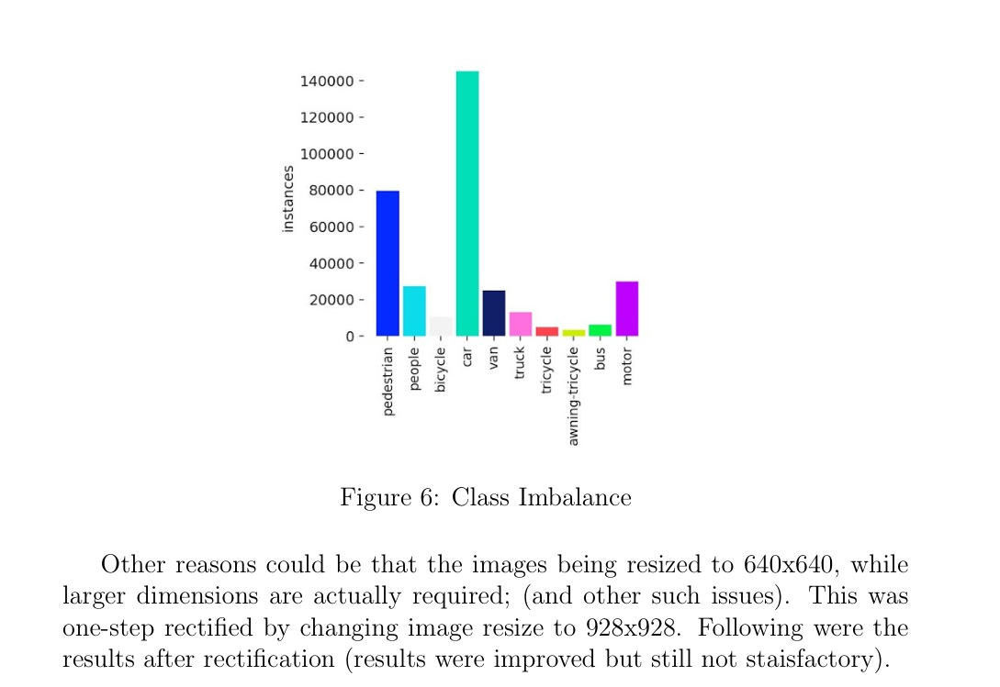 140000
120000
100000
80000
60000
40000
20000
0
instances
pedestrian
people
bicycle
car
van
truck
tricycle
awning-tricycle
bus
motor
Figure 6: Class Imbalance
Other reasons could be that the images being resized to 640x640, while
larger dimensions are actually required; (and other such issues). This was
one-step rectified by changing image resize to 928x928. Following were the
results after rectification (results were improved but still not staisfactory).